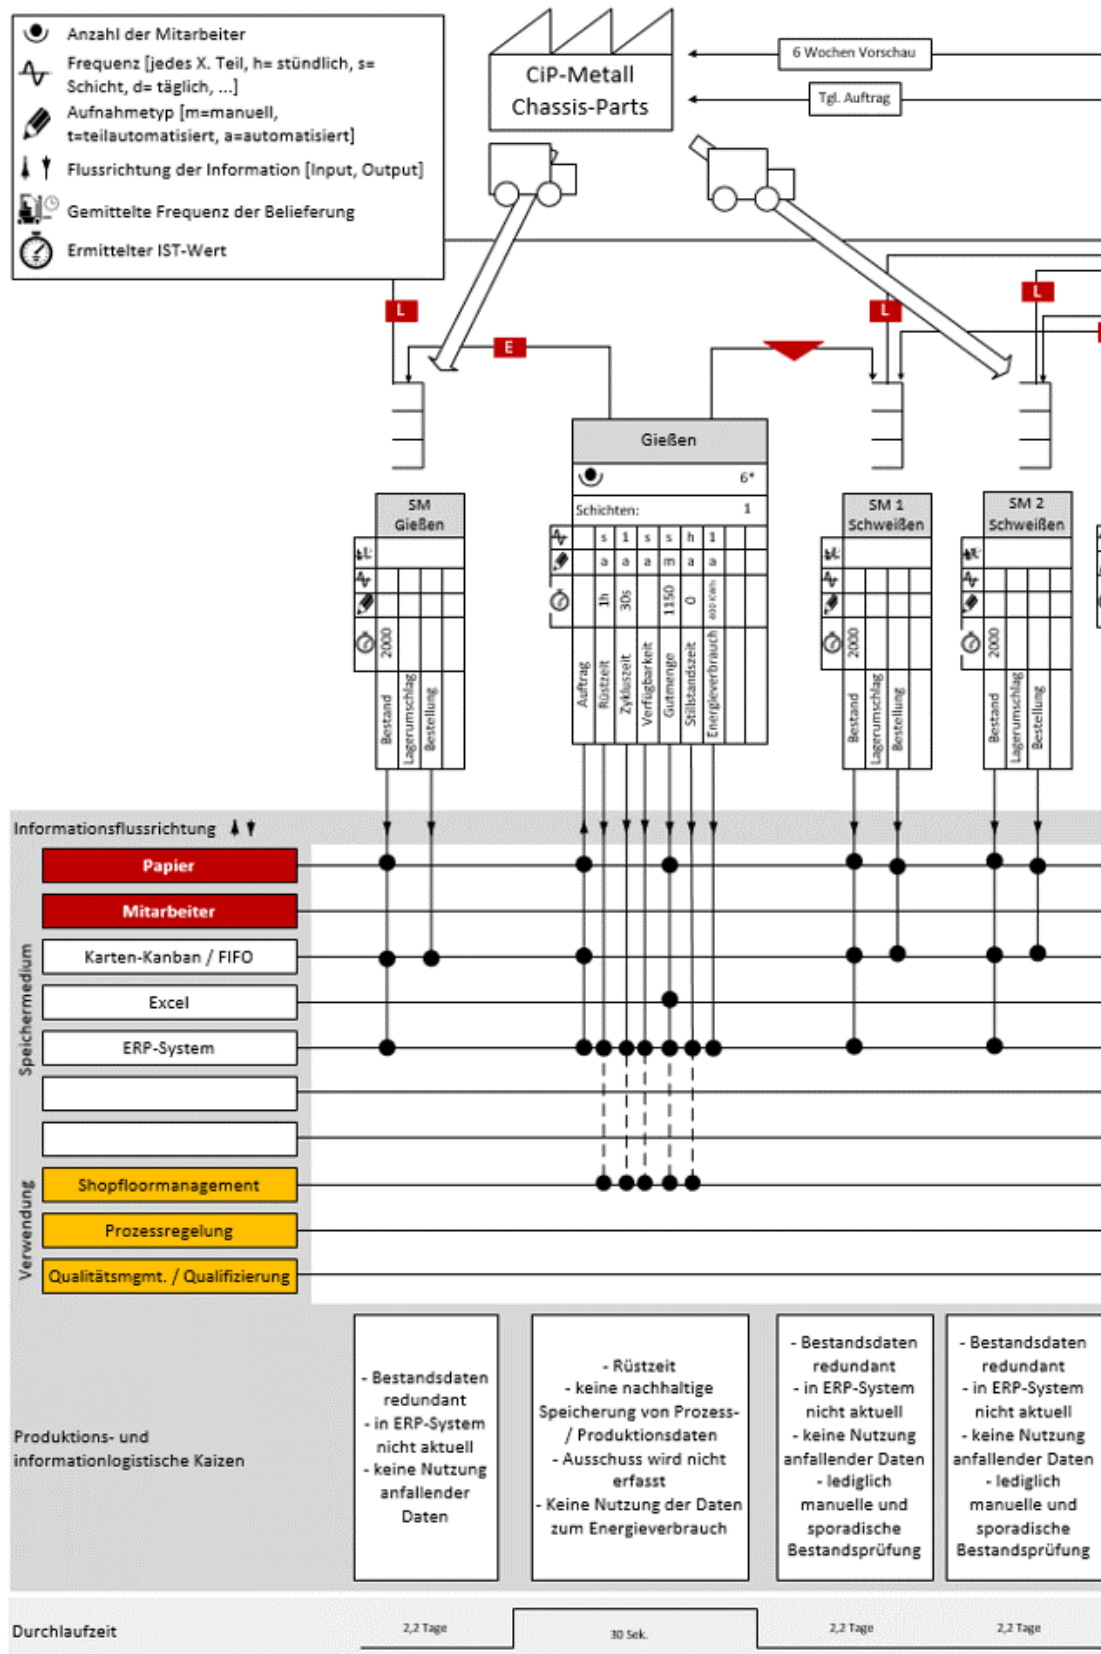 Anzahl der Mitarbeiter
Frequenz [jedes X. Teil, h= stündlich, s=
Schicht, d= täglich, ...]
Aufnahmetyp [m=manuell,
t=teilautomatisiert, a=automatisiert]
Flussrichtung der Information [Input, Output]
Gemittelte Frequenz der Belieferung
Ermittelter IST-Wert
CiP-Metall
Chassis-Parts
6 Wochen Vorschau
Tgl. Auftrag
L
E
L
L
Gießen
6*
Schichten: 1
s 1 s s h 1
a a a m a a
1h 30s 1150 0 400 KWh
Auftrag
Rüstzeit
Zykluszeit
Verfügbarkeit
Gutmenge
Stillstandszeit
Energieverbrauch
SM
Gießen
2000
Bestand
Lagerumschlag
Bestellung
SM 1
Schweißen
2000
Bestand
Lagerumschlag
Bestellung
SM 2
Schweißen
2000
Bestand
Lagerumschlag
Bestellung
Informationsflussrichtung
Speichermedium
Papier
Mitarbeiter
Karten-Kanban / FIFO
Excel
ERP-System
Verwendung
Shopfloormanagement
Prozessregelung
Qualitätsmgmt. / Qualifizierung
Produktions- und
informationlogistische Kaizen
- Bestandsdaten
redundant
- in ERP-System
nicht aktuell
- keine Nutzung
anfallender
Daten
- Rüstzeit
- keine nachhaltige
Speicherung von Prozess-
/ Produktionsdaten
- Ausschuss wird nicht
erfasst
- Keine Nutzung der Daten
zum Energieverbrauch
- Bestandsdaten
redundant
- in ERP-System
nicht aktuell
- keine Nutzung
anfallender Daten
- lediglich
manuelle und
sporadische
Bestandsprüfung
- Bestandsdaten
redundant
- in ERP-System
nicht aktuell
- keine Nutzung
anfallender Daten
- lediglich
manuelle und
sporadische
Bestandsprüfung
Durchlaufzeit
2,2 Tage
30 Sek.
2,2 Tage
2,2 Tage